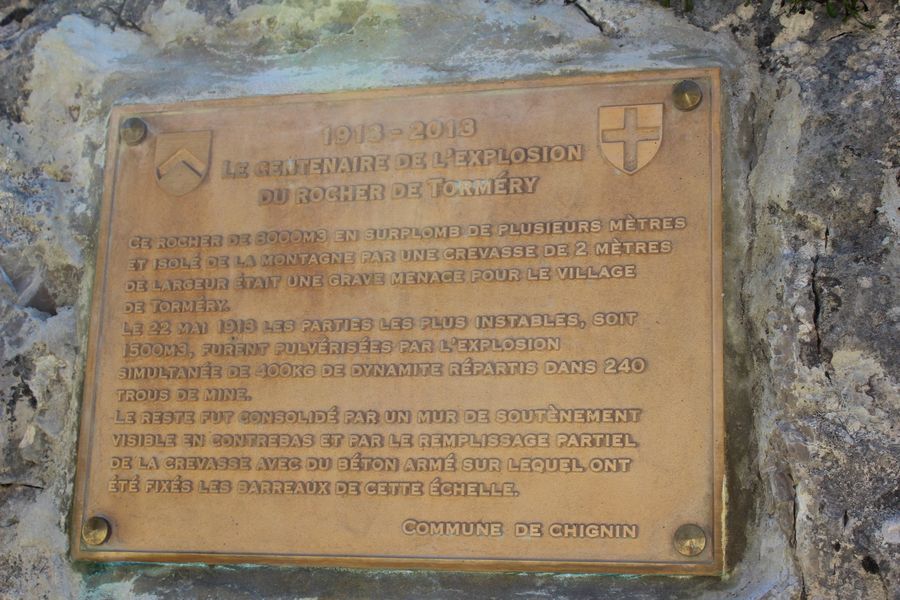 1913 - 2013
LE CENTENAIRE DE L'EXPLOSION
DU ROCHER DE TORMÉRY
CE ROCHER DE 8000M3 EN SURPLOMB DE PLUSIEURS MÈTRES
ET ISOLÉ DE LA MONTAGNE PAR UNE CREVASSE DE 2 MÈTRES
DE LARGEUR ÉTAIT UNE GRAVE MENACE POUR LE VILLAGE
DE TORMÉRY.
LE 22 MAI 1913 LES PARTIES LES PLUS INSTABLES, SOIT
1500M3, FURENT PULVÉRISÉES PAR L'EXPLOSION
SIMULTANÉE DE 400KG DE DYNAMITE RÉPARTIS DANS 240
TROUS DE MINE.
LE RESTE FUT CONSOLIDÉ PAR UN MUR DE SOUTÈNEMENT
VISIBLE EN CONTREBAS ET PAR LE REMPLISSAGE PARTIEL
DE LA CREVASSE AVEC DU BÉTON ARMÉ SUR LEQUEL ONT
ÉTÉ FIXÉS LES BARREAUX DE CETTE ÉCHELLE.
COMMUNE DE CHIGNIN